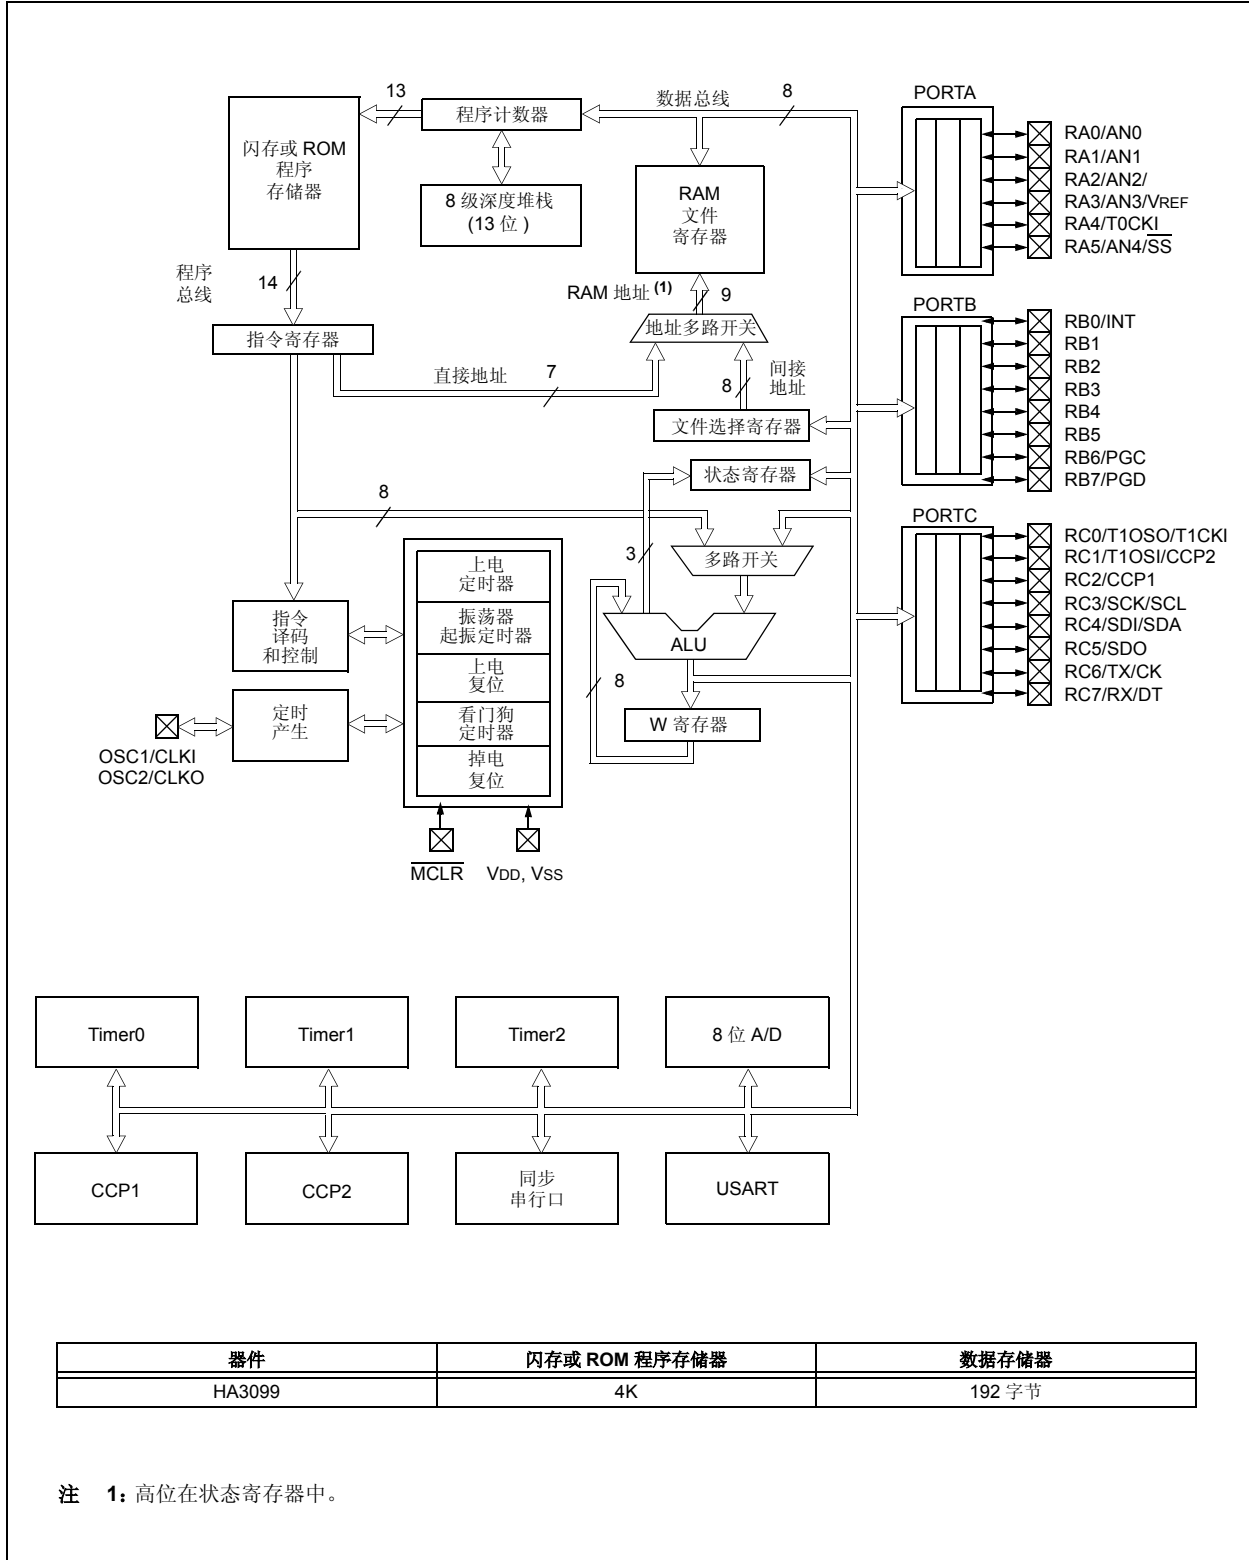 13
程序计数器
数据总线
8
闪存或 ROM
程序
存储器
8 级深度堆栈
(13 位 )
RAM
文件
寄存器
程序
总线
14
RAM 地址 (1)
9
指令寄存器
地址多路开关
直接地址
7
间接
地址
8
文件选择寄存器
状态寄存器
8
3
多路开关
ALU
8
W 寄存器
指令
译码
和控制
定时
产生
OSC1/CLKI
OSC2/CLKO
上电
定时器
振荡器
起振定时器
上电
复位
看门狗
定时器
掉电
复位
MCLR
VDD, VSS
PORTA
RA0/AN0
RA1/AN1
RA2/AN2/
RA3/AN3/VREF
RA4/T0CKI
RA5/AN4/SS
PORTB
RB0/INT
RB1
RB2
RB3
RB4
RB5
RB6/PGC
RB7/PGD
PORTC
RC0/T1OSO/T1CKI
RC1/T1OSI/CCP2
RC2/CCP1
RC3/SCK/SCL
RC4/SDI/SDA
RC5/SDO
RC6/TX/CK
RC7/RX/DT
Timer0
Timer1
Timer2
8 位 A/D
CCP1
CCP2
同步
串行口
USART
器件 闪存或 ROM 程序存储器 数据存储器
HA3099 4K 192 字节
注 1: 高位在状态寄存器中。